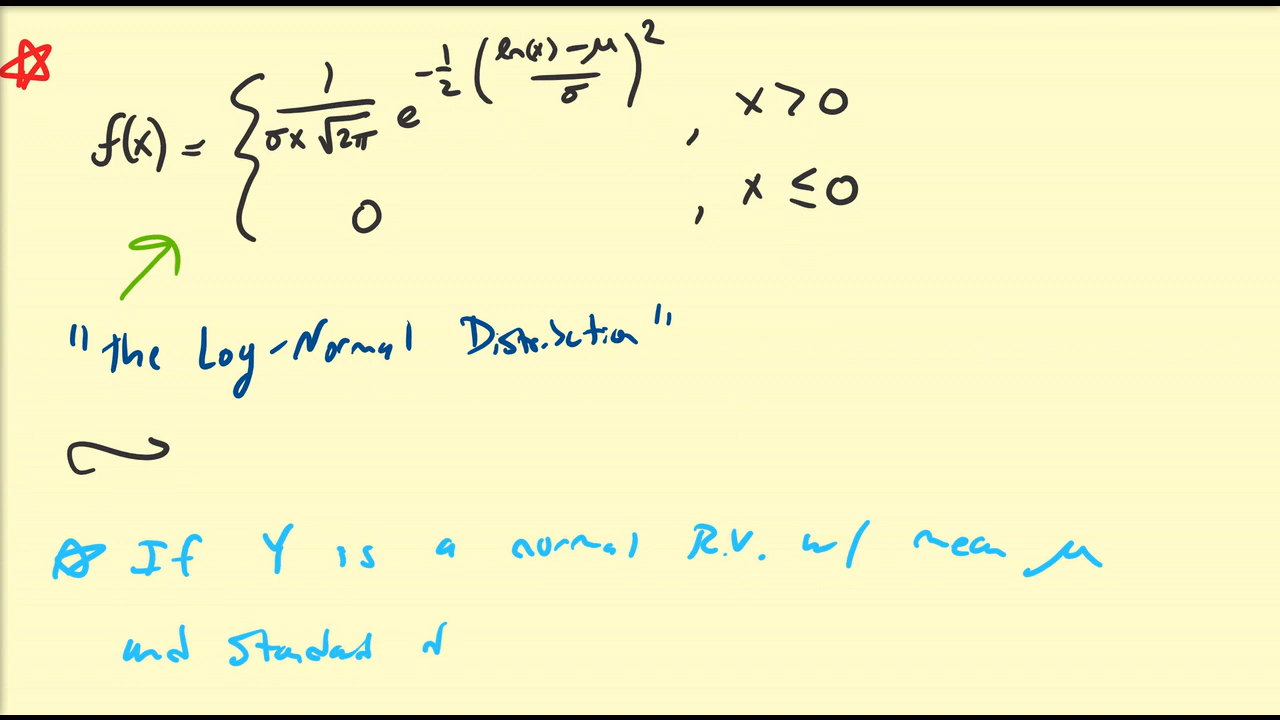 f(x) = { 1/(σx√2π) e^(-1/2 ((ln(x) - μ)/σ)^2) , x > 0
0 , x ≤ 0
"The Log-Normal Distribution"
If Y is a normal R.V. w/ mean μ
and standard d